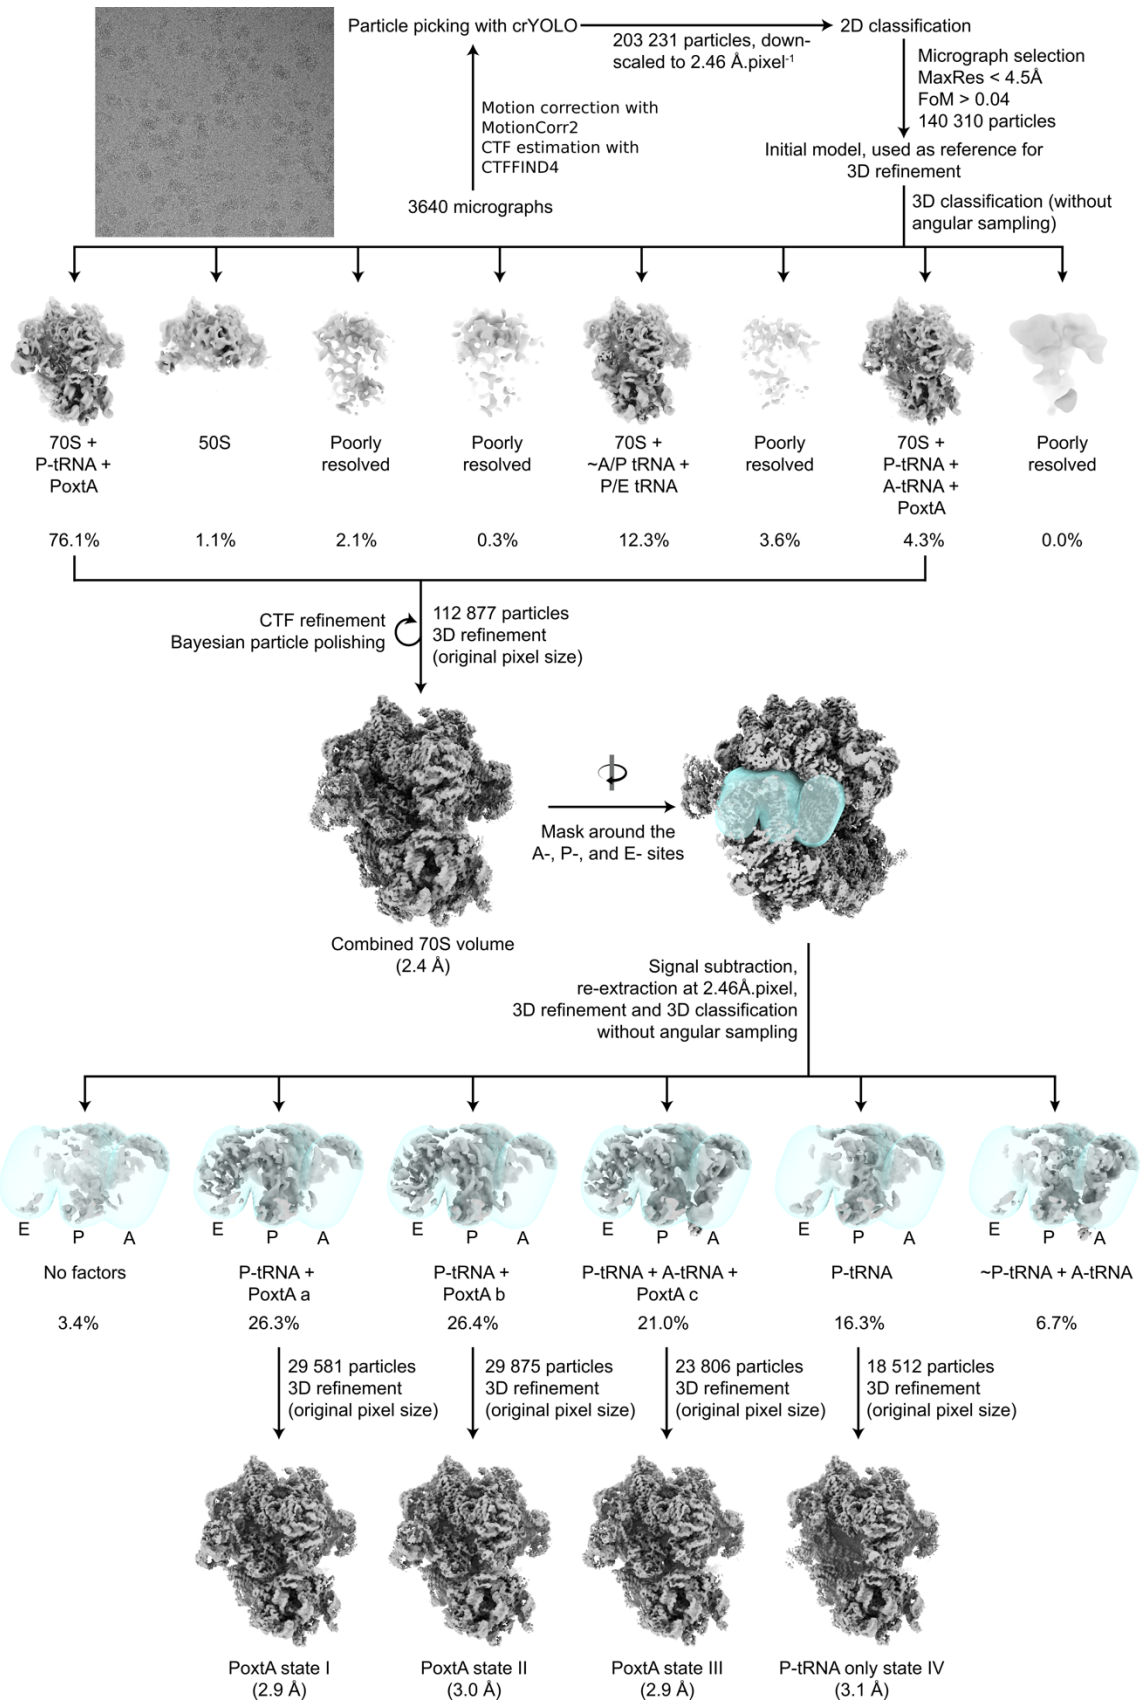 Particle picking with crYOLO
203 231 particles, down-
scaled to 2.46 Å.pixel⁻¹
2D classification
Micrograph selection
MaxRes < 4.5Å
FoM > 0.04
140 310 particles
Motion correction with
MotionCorr2
CTF estimation with
CTFFIND4
3640 micrographs
Initial model, used as reference for
3D refinement
3D classification (without
angular sampling)
70S +
P-tRNA +
PoxtA
76.1%
50S
1.1%
Poorly
resolved
2.1%
Poorly
resolved
0.3%
70S +
~A/P tRNA +
P/E tRNA
12.3%
Poorly
resolved
3.6%
70S +
P-tRNA +
A-tRNA +
PoxtA
4.3%
Poorly
resolved
0.0%
CTF refinement
Bayesian particle polishing
112 877 particles
3D refinement
(original pixel size)
Mask around the
A-, P-, and E- sites
Combined 70S volume
(2.4 Å)
Signal subtraction,
re-extraction at 2.46Å.pixel,
3D refinement and 3D classification
without angular sampling
E P A
No factors
3.4%
E P A
P-tRNA +
PoxtA a
26.3%
E P A
P-tRNA +
PoxtA b
26.4%
E P A
P-tRNA + A-tRNA +
PoxtA c
21.0%
E P A
P-tRNA
16.3%
E P A
~P-tRNA + A-tRNA
6.7%
29 581 particles
3D refinement
(original pixel size)
29 875 particles
3D refinement
(original pixel size)
23 806 particles
3D refinement
(original pixel size)
18 512 particles
3D refinement
(original pixel size)
PoxtA state I
(2.9 Å)
PoxtA state II
(3.0 Å)
PoxtA state III
(2.9 Å)
P-tRNA only state IV
(3.1 Å)